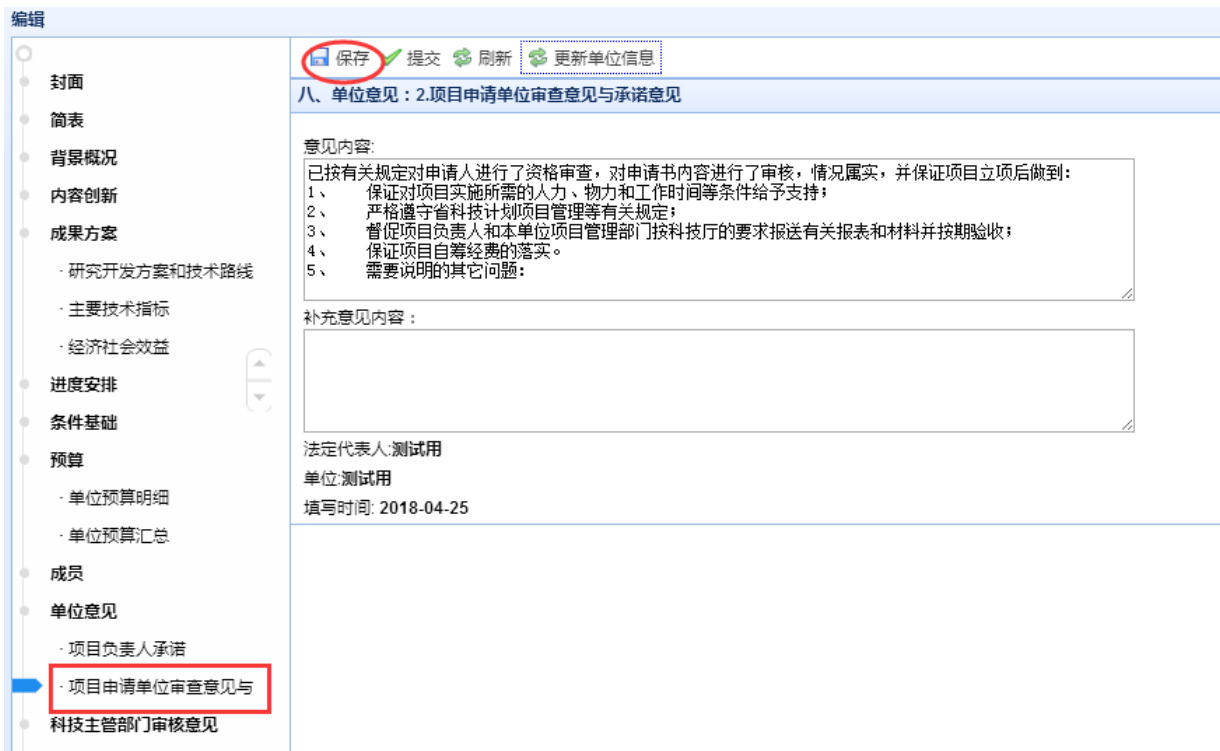 编辑
封面
简表
背景概况
内容创新
成果方案
·研究开发方案和技术路线
·主要技术指标
·经济社会效益
进度安排
条件基础
预算
·单位预算明细
·单位预算汇总
成员
单位意见
·项目负责人承诺
·项目申请单位审查意见与
科技主管部门审核意见
保存 提交 刷新 更新单位信息
八、单位意见：2.项目申请单位审查意见与承诺意见
意见内容:
已按有关规定对申请人进行了资格审查，对申请书内容进行了审核，情况属实，并保证项目立项后做到：
1、 保证对项目实施所需的人力、物力和工作时间等条件给予支持；
2、 严格遵守省科技计划项目管理等有关规定；
3、 督促项目负责人和本单位项目管理部门按科技厅的要求报送有关报表和材料并按期验收；
4、 保证项目自筹经费的落实。
5、 需要说明的其它问题：
补充意见内容：
法定代表人:测试用
单位:测试用
填写时间: 2018-04-25